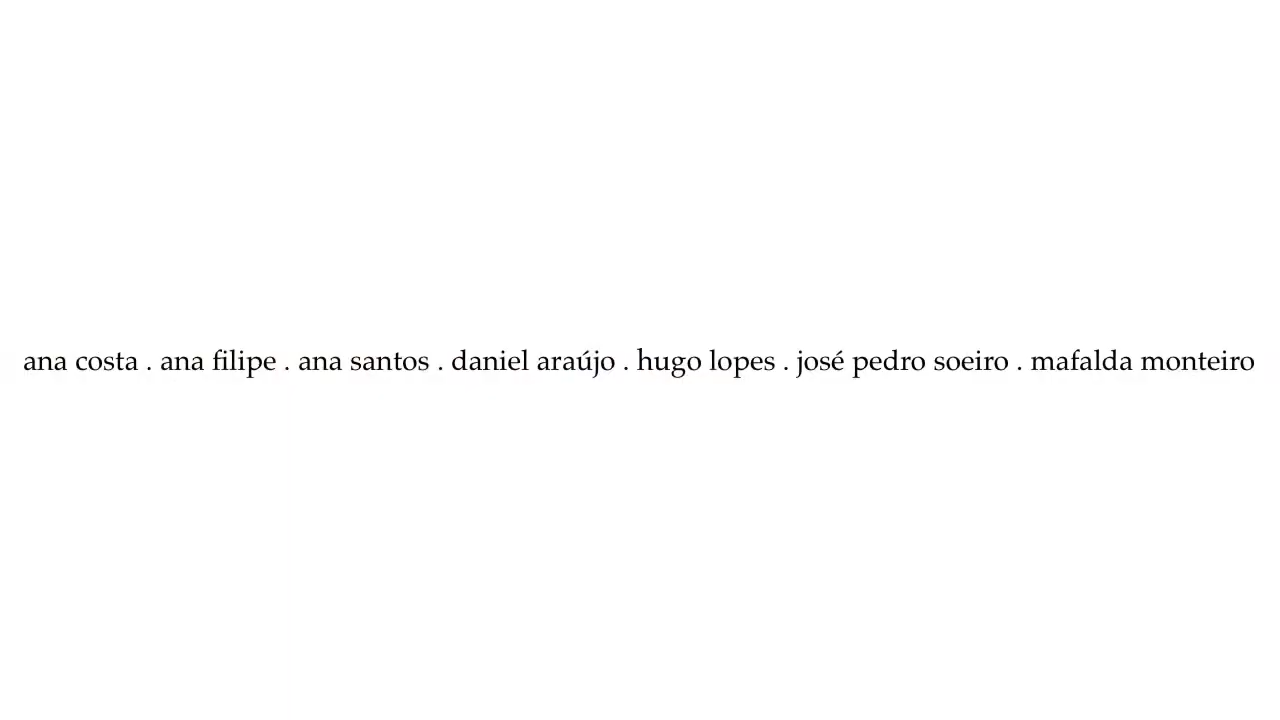 ana costa . ana filipe . ana santos . daniel araújo . hugo lopes . josé pedro soeiro . mafalda monteiro